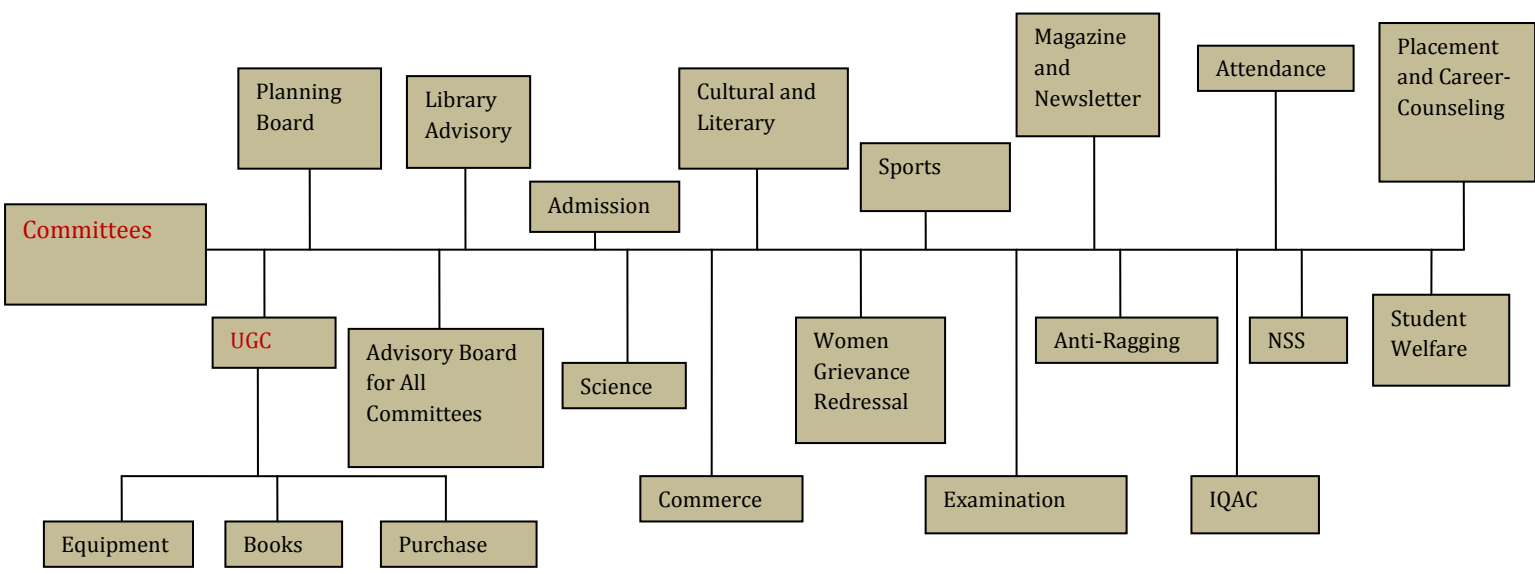 Committees
Planning
Board
Library
Advisory
Admission
Cultural and
Literary
Sports
Magazine
and
Newsletter
Attendance
Placement
and Career-
Counseling
UGC
Advisory Board
for All
Committees
Science
Commerce
Women
Grievance
Redressal
Examination
Anti-Ragging
IQAC
NSS
Student
Welfare
Equipment
Books
Purchase